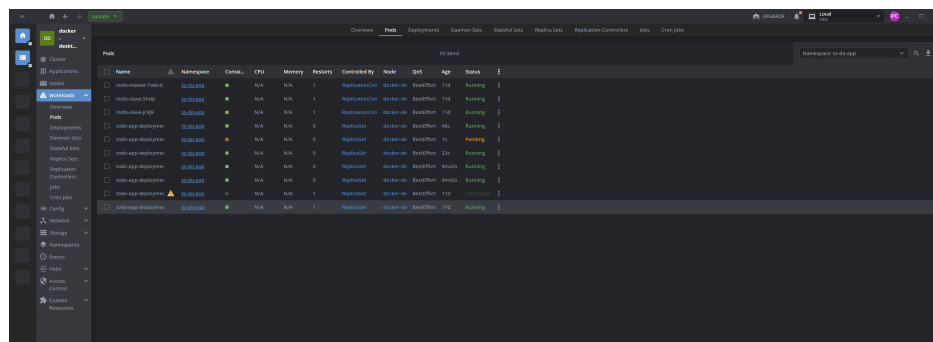 Update
UPGRADE
Local
PC
docker
DD
-
deskt...
Overview Pods Deployments Daemon Sets Stateful Sets Replica Sets Replication Controllers Jobs Cron Jobs
Pods
10 items
Namespace: to-do-app
Cluster
Applications
Nodes
Workloads
Overview
Pods
Deployments
Daemon Sets
Stateful Sets
Replica Sets
Replication
Controllers
Jobs
Cron Jobs
Config
Network
Storage
Namespaces
Events
Helm
Access
Control
Custom
Resources
Name Namespace Contai... CPU Memory Restarts Controlled By Node QoS Age Status
redis-master-7w6cd to-do-app N/A N/A 1 ReplicationCon docker-de BestEffort 11d Running
redis-slave-5hdjc to-do-app N/A N/A 1 ReplicationCon docker-de BestEffort 11d Running
redis-slave-jc6j9 to-do-app N/A N/A 1 ReplicationCon docker-de BestEffort 11d Running
todo-app-deploymer to-do-app N/A N/A 0 ReplicaSet docker-de BestEffort 46s Running
todo-app-deploymer to-do-app N/A N/A 0 ReplicaSet docker-de BestEffort 1s Pending
todo-app-deploymer to-do-app N/A N/A 0 ReplicaSet docker-de BestEffort 23s Running
todo-app-deploymer to-do-app N/A N/A 0 ReplicaSet docker-de BestEffort 9m42s Running
todo-app-deploymer to-do-app N/A N/A 0 ReplicaSet docker-de BestEffort 9m42s Running
todo-app-deploymer to-do-app N/A N/A 1 ReplicaSet docker-de BestEffort 11d
todo-app-deploymer to-do-app N/A N/A 1 ReplicaSet docker-de BestEffort 11d Running